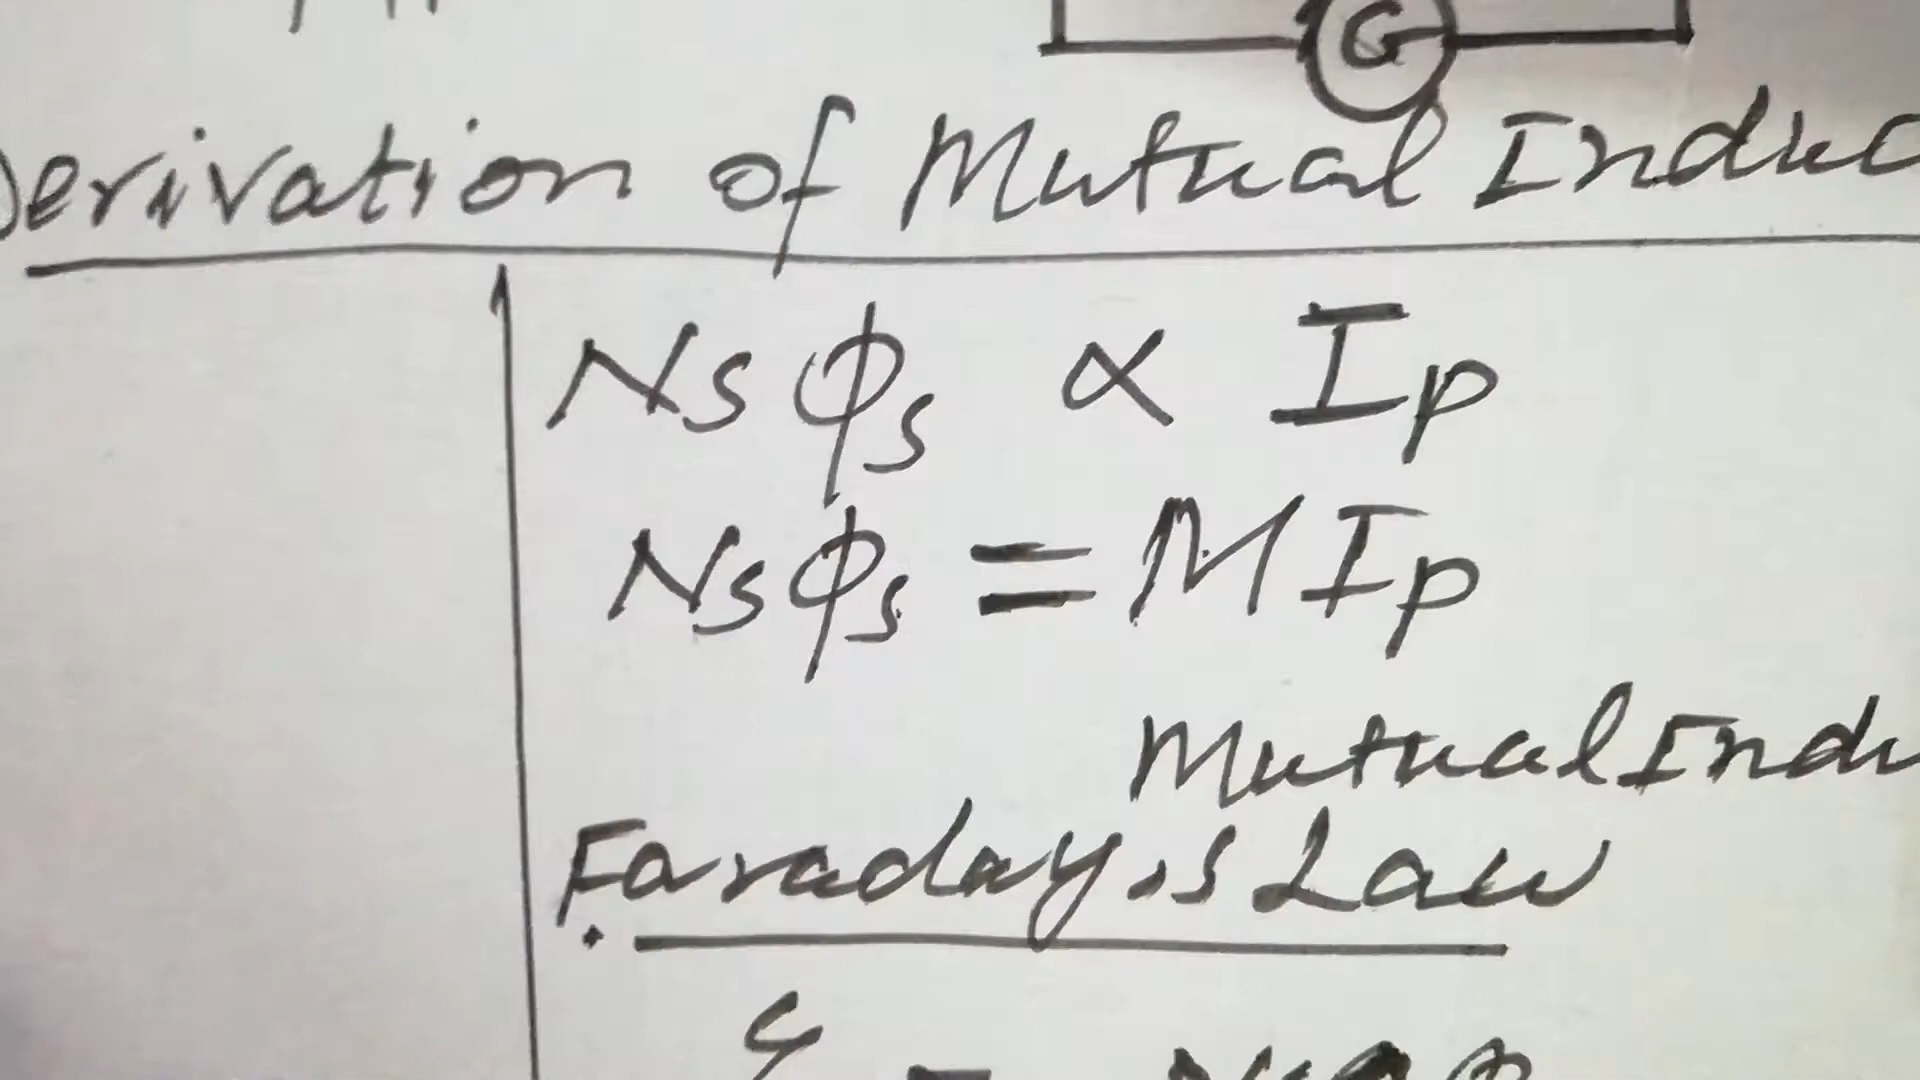 G
Derivation of Mutual Induc
Ns φs ∝ Ip
Ns φs = M Ip
Mutual Indu
Faraday's Law